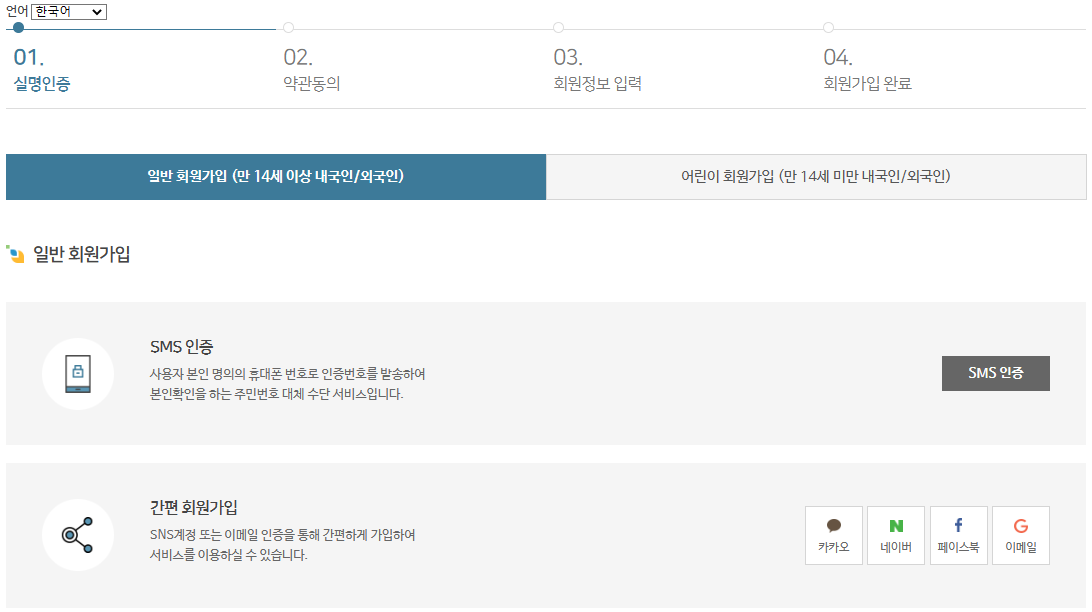 언어 한국어
01. 02. 03. 04.
실명인증 약관동의 회원정보 입력 회원가입 완료
일반 회원가입 (만 14세 이상 내국인/외국인) 어린이 회원가입 (만 14세 미만 내국인/외국인)
일반 회원가입
SMS 인증
사용자 본인 명의의 휴대폰 번호로 인증번호를 발송하여
본인확인을 하는 주민번호 대체 수단 서비스입니다.
SMS 인증
간편 회원가입
SNS계정 또는 이메일 인증을 통해 간편하게 가입하여
서비스를 이용하실 수 있습니다.
카카오 네이버 페이스북 이메일